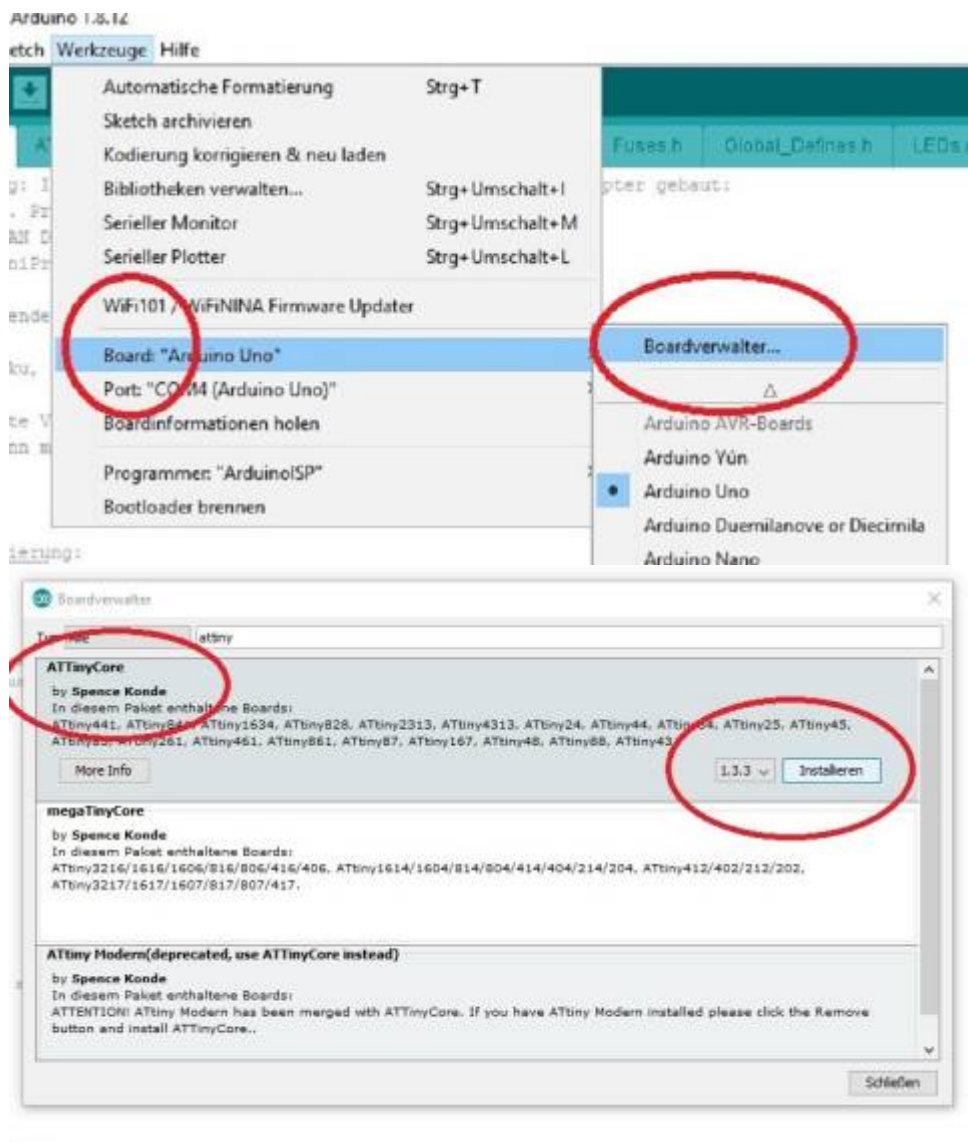 Arduino 1.8.12
etch Werkzeuge Hilfe
Automatische Formatierung Strg+T
Sketch archivieren
Kodierung korrigieren & neu laden
Fuses.h Global_Defines.h LEDs
Bibliotheken verwalten... Strg+Umschalt+I
pter gebaut:
Serieller Monitor Strg+Umschalt+M
Serieller Plotter Strg+Umschalt+L
WiFi101 / WiFiNINA Firmware Updater
Board: "Arduino Uno"
Boardverwalter...
Port: "COM4 (Arduino Uno)"
Boardinformationen holen
Arduino AVR-Boards
Arduino Yún
Programmer: "ArduinoISP"
Arduino Uno
Bootloader brennen
Arduino Duemilanove or Diecimila
ierung:
Arduino Nano
Boardverwalter
attiny
ATTinyCore
by Spence Konde
In diesem Paket enthaltene Boards:
ATtiny441, ATtiny1634, ATtiny828, ATtiny2313, ATtiny4313, ATtiny24, ATtiny44, ATtiny25, ATtiny45,
ATtiny461, ATtiny861, ATtiny87, ATtiny167, ATtiny48, ATtiny88, ATtiny43
More Info 1.3.3 Installieren
megaTinyCore
by Spence Konde
In diesem Paket enthaltene Boards:
ATtiny3216/1616/1606/816/806/416/406, ATtiny1614/1604/814/804/414/404/214/204, ATtiny412/402/212/202,
ATtiny3217/1617/1607/817/807/417.
ATtiny Modern(deprecated, use ATTinyCore instead)
by Spence Konde
In diesem Paket enthaltene Boards:
ATTENTION! ATtiny Modern has been merged with ATTinyCore. If you have ATtiny Modern installed please click the Remove
button and install ATTinyCore..
Schließen